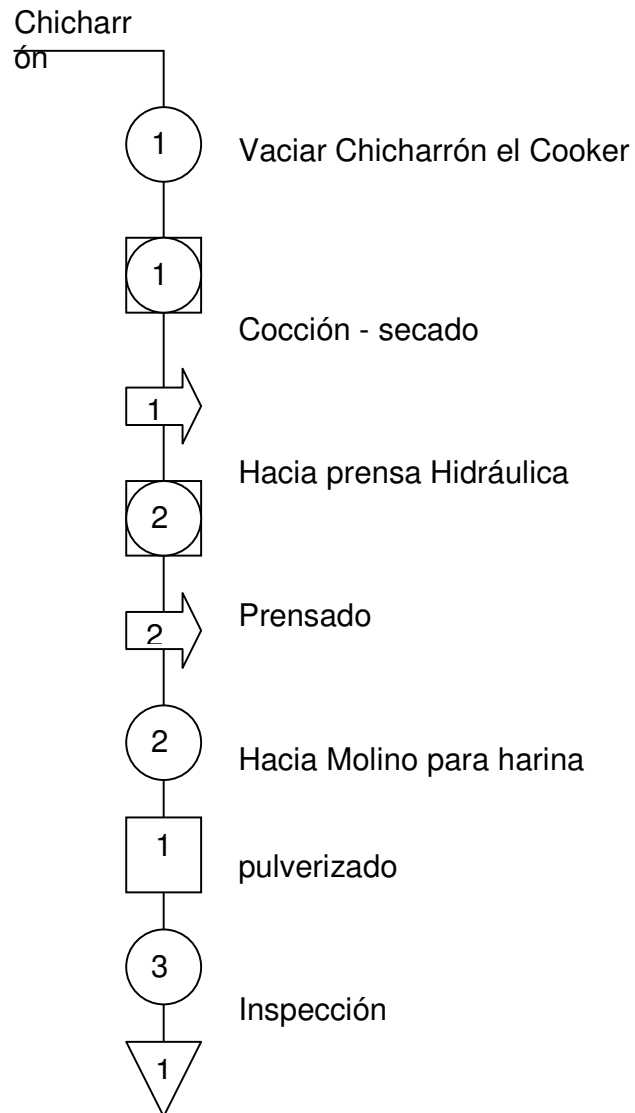 Chicharr
ón
1
Vaciar Chicharrón el Cooker
1
Cocción - secado
1
Hacia prensa Hidráulica
2
Prensado
2
2
Hacia Molino para harina
1
pulverizado
3
Inspección
1